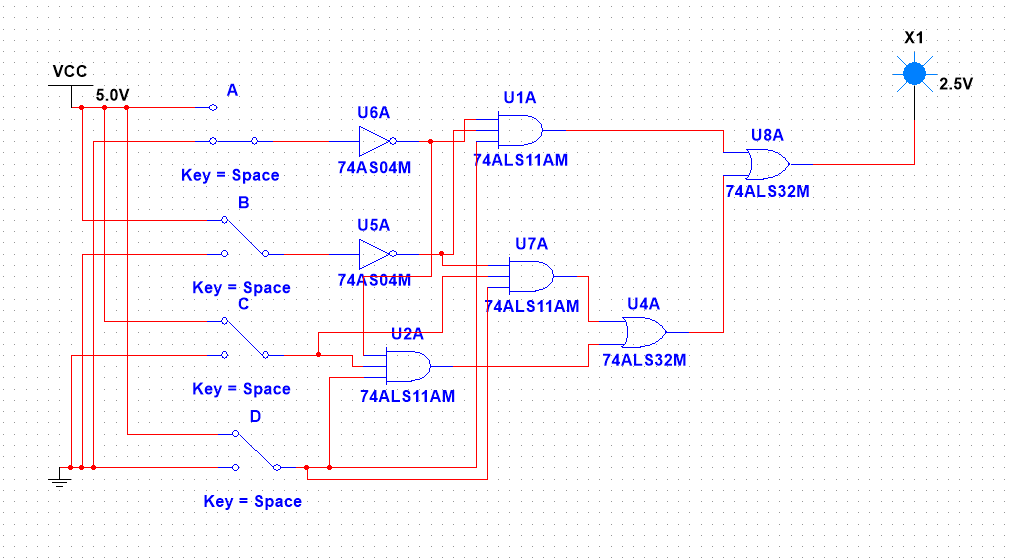 X1
VCC
2.5V
5.0V
A
U1A
U6A
U8A
74AS04M
74ALS11AM
Key = Space
74ALS32M
B
U5A
U7A
74AS04M
Key = Space
C
74ALS11AM
U4A
U2A
74ALS32M
Key = Space
74ALS11AM
D
Key = Space